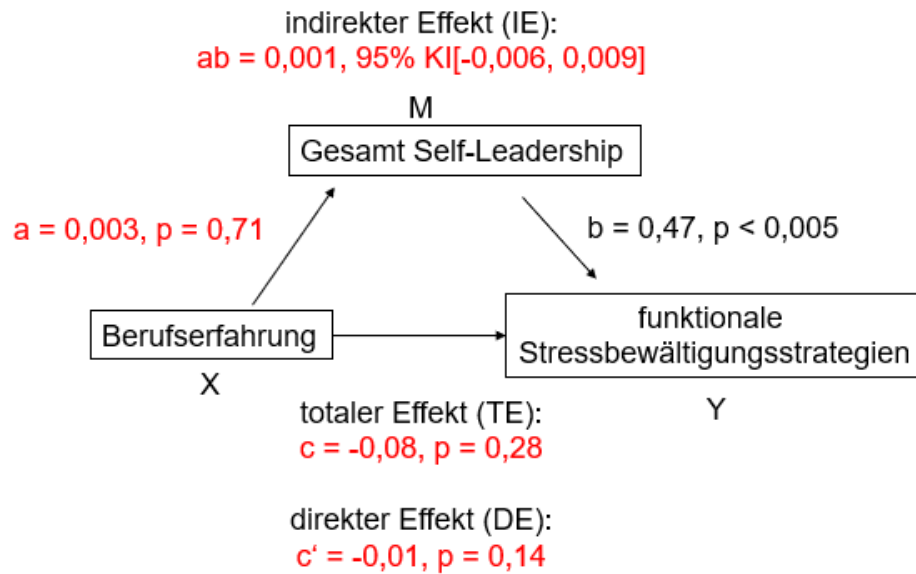 indirekter Effekt (IE):
ab = 0,001, 95% KI[-0,006, 0,009]
M
Gesamt Self-Leadership
a = 0,003, p = 0,71
b = 0,47, p < 0,005
Berufserfahrung
funktionale
Stressbewältigungsstrategien
X
Y
totaler Effekt (TE):
c = -0,08, p = 0,28
direkter Effekt (DE):
c‘ = -0,01, p = 0,14